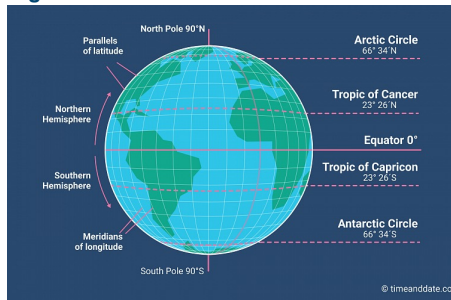 North Pole 90°N
Parallels
of latitude
Arctic Circle
66° 34′N
Tropic of Cancer
23° 26′N
Northern
Hemisphere
Equator 0°
Tropic of Capricon
23° 26′S
Southern
Hemisphere
Antarctic Circle
66° 34′S
Meridians
of longitude
South Pole 90°S
© timeanddate.co